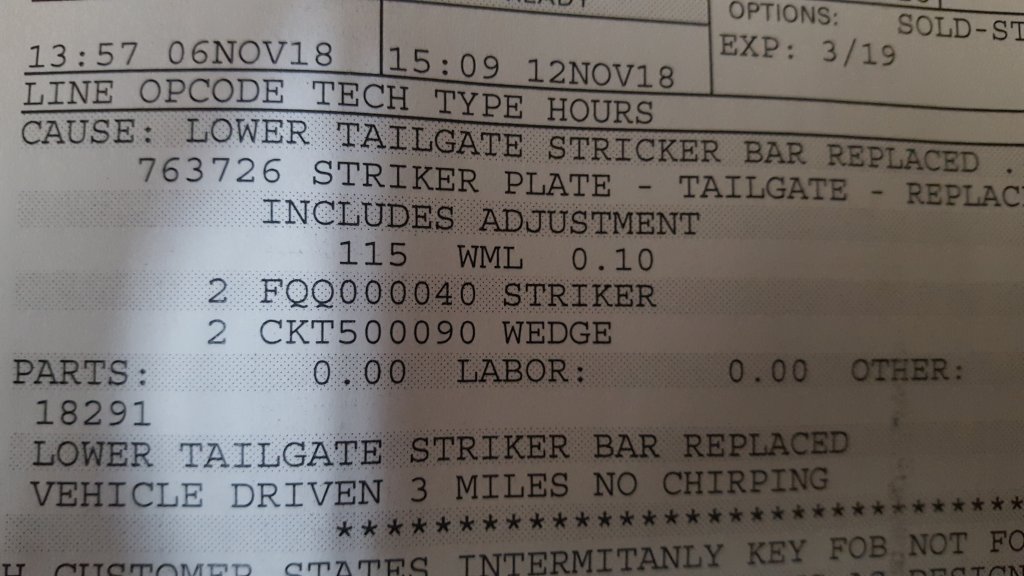 READY
OPTIONS: SOLD-ST
13:57 06NOV18 15:09 12NOV18 EXP: 3/19
LINE OPCODE TECH TYPE HOURS
CAUSE: LOWER TAILGATE STRICKER BAR REPLACED .
763726 STRIKER PLATE - TAILGATE - REPLAC
INCLUDES ADJUSTMENT
115 WML 0.10
2 FQQ000040 STRIKER
2 CKT500090 WEDGE
PARTS: 0.00 LABOR: 0.00 OTHER:
18291
LOWER TAILGATE STRIKER BAR REPLACED
VEHICLE DRIVEN 3 MILES NO CHIRPING
**********************************
H CUSTOMER STATES INTERMITANLY KEY FOB NOT FO